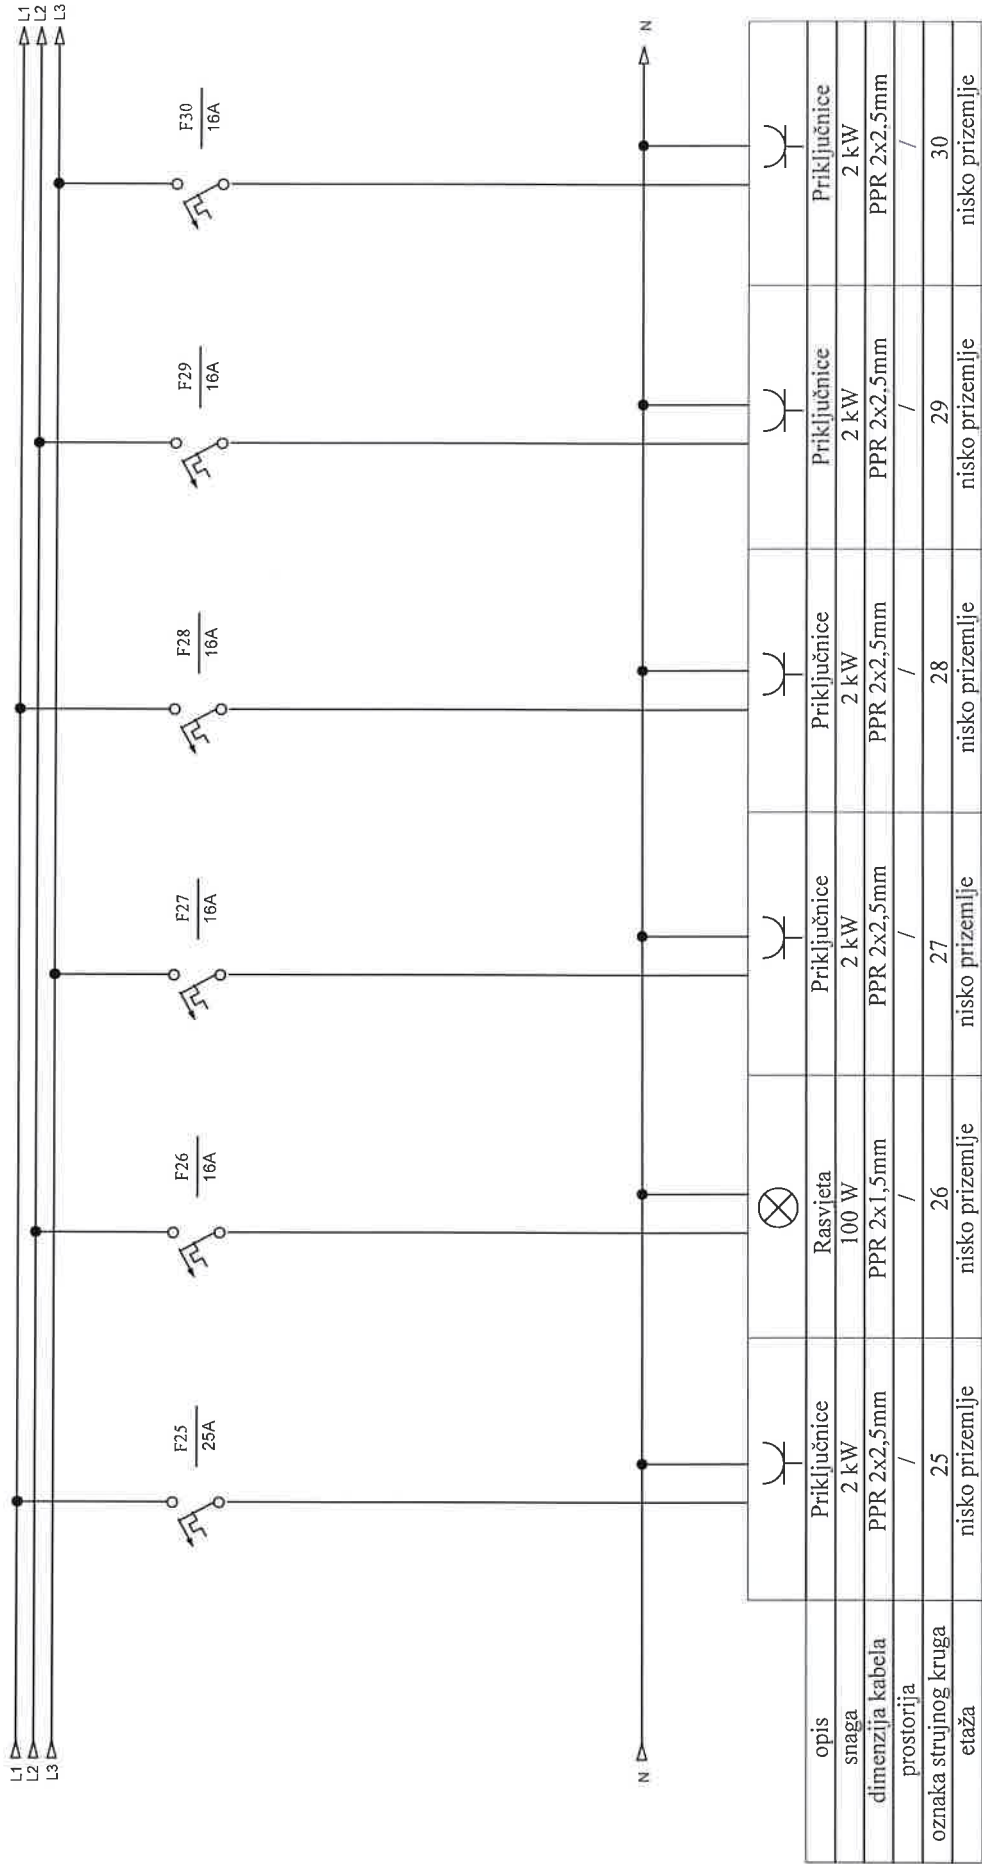 L1 L1
L2 L2
L3 L3
F25 F26 F27 F28 F29 F30
25A 16A 16A 16A 16A 16A
N N
opis Priključnice Rasvjeta Priključnice Priključnice Priključnice Priključnice
snaga 2 kW 100 W 2 kW 2 kW 2 kW 2 kW
dimenzija kabela PPR 2x2,5mm PPR 2x1,5mm PPR 2x2,5mm PPR 2x2,5mm PPR 2x2,5mm PPR 2x2,5mm
prostorija / / / / / /
oznaka strujnog kruga 25 26 27 28 29 30
etaža nisko prizemlje nisko prizemlje nisko prizemlje nisko prizemlje nisko prizemlje nisko prizemlje